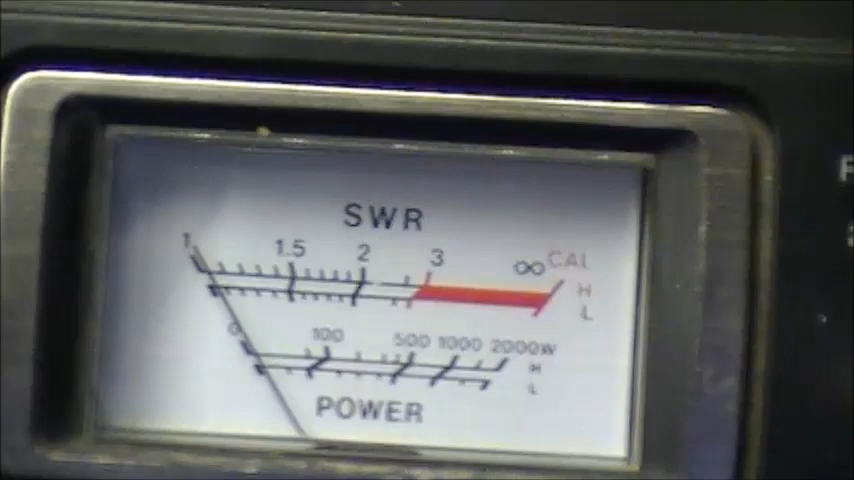 SWR
1 1.5 2 3 ∞ CAL
H
L
0 100 500 1000 2000W
H
L
POWER